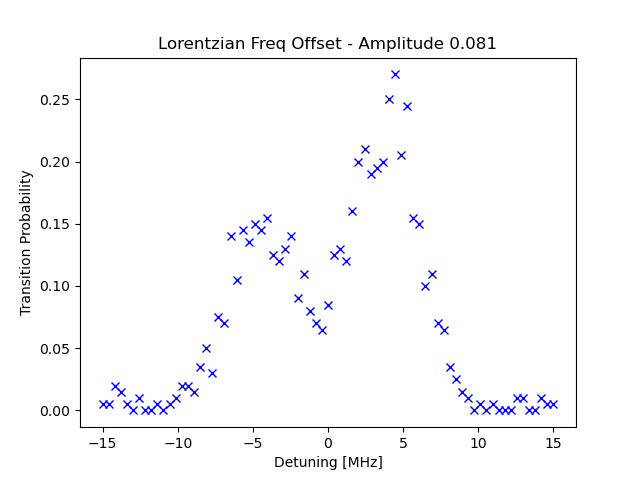 Lorentzian Freq Offset - Amplitude 0.081
Transition Probability
0.25
0.20
0.15
0.10
0.05
0.00
−15 −10 −5 0 5 10 15
Detuning [MHz]